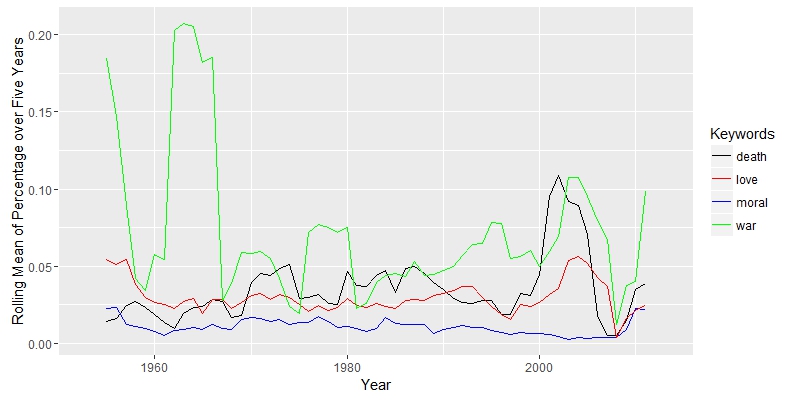 Rolling Mean of Percentage over Five Years
0.20
0.15
0.10
0.05
0.00
1960
1980
2000
Year
Keywords
death
love
moral
war